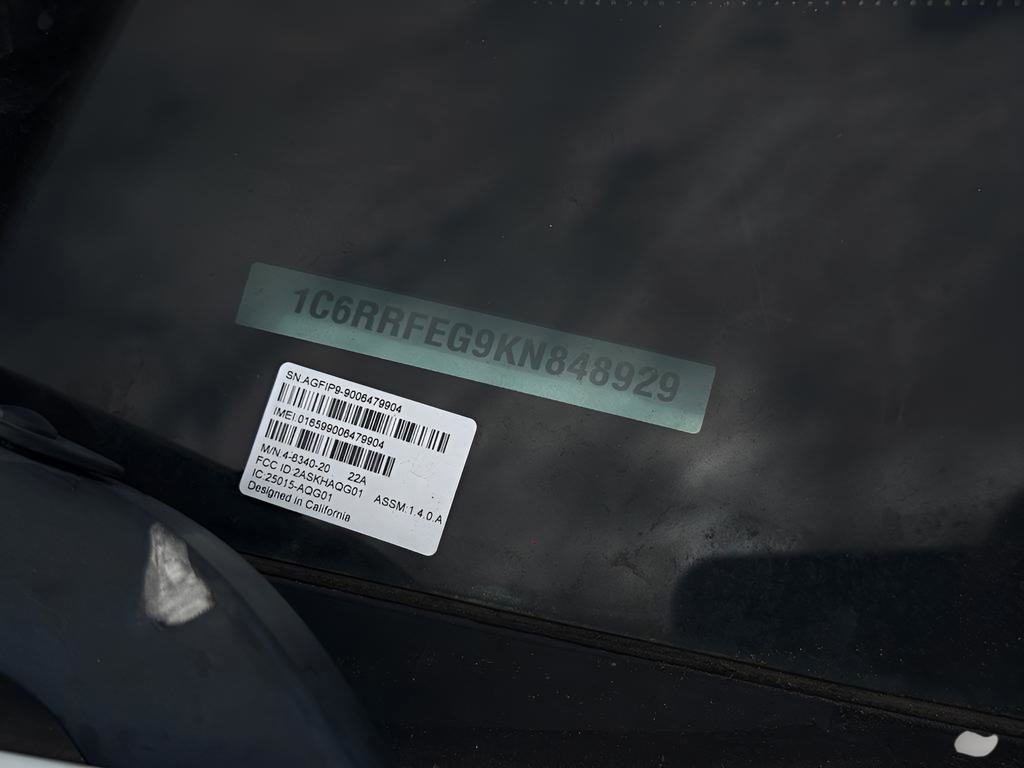 1C6RRFEG9KN848929
SN:AGFIP9-9006479904
IMEI:016599006479904
M/N:4-8340-20 22A
FCC ID:2ASKHAQG01 ASSM:1.4.0.A
IC:25015-AQG01
Designed in California